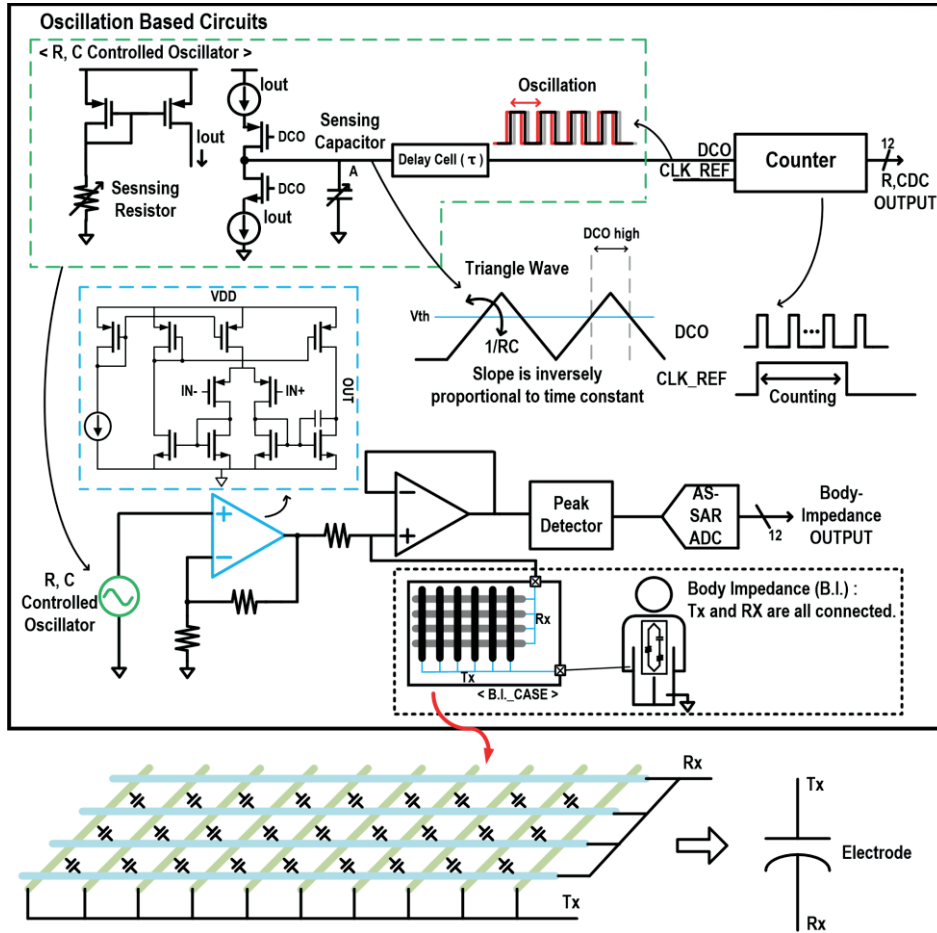 Oscillation Based Circuits
< R, C Controlled Oscillator >
Iout
Iout
DCO
DCO
Iout
Sesnsing
Resistor
Sensing
Capacitor
A
Delay Cell ( τ )
Oscillation
DCO
CLK_REF
Counter
12
R,CDC
OUTPUT
Triangle Wave
DCO high
Vth
1/RC
Slope is inversely
proportional to time constant
DCO
CLK_REF
Counting
VDD
IN-
IN+
OUT
+
−
R, C
Controlled
Oscillator
−
+
Peak
Detector
AS-
SAR
ADC
12
Body-
Impedance
OUTPUT
Rx
Tx
< B.I._CASE >
Body Impedance (B.I.) :
Tx and RX are all connected.
Rx
Tx
Tx
Electrode
Rx